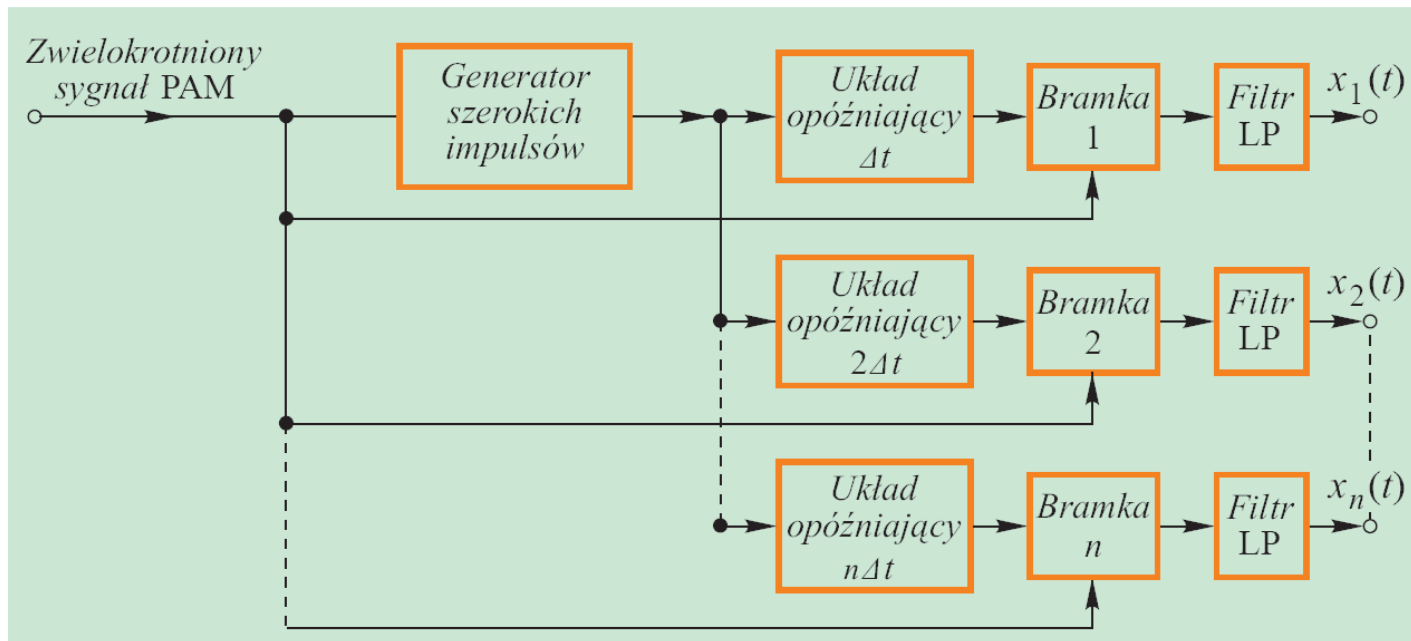 Zwielokrotniony
sygnał PAM
Generator
szerokich
impulsów
Układ
opóźniający
Δt
Bramka
1
Filtr
LP
x₁(t)
Układ
opóźniający
2Δt
Bramka
2
Filtr
LP
x₂(t)
Układ
opóźniający
nΔt
Bramka
n
Filtr
LP
xₙ(t)